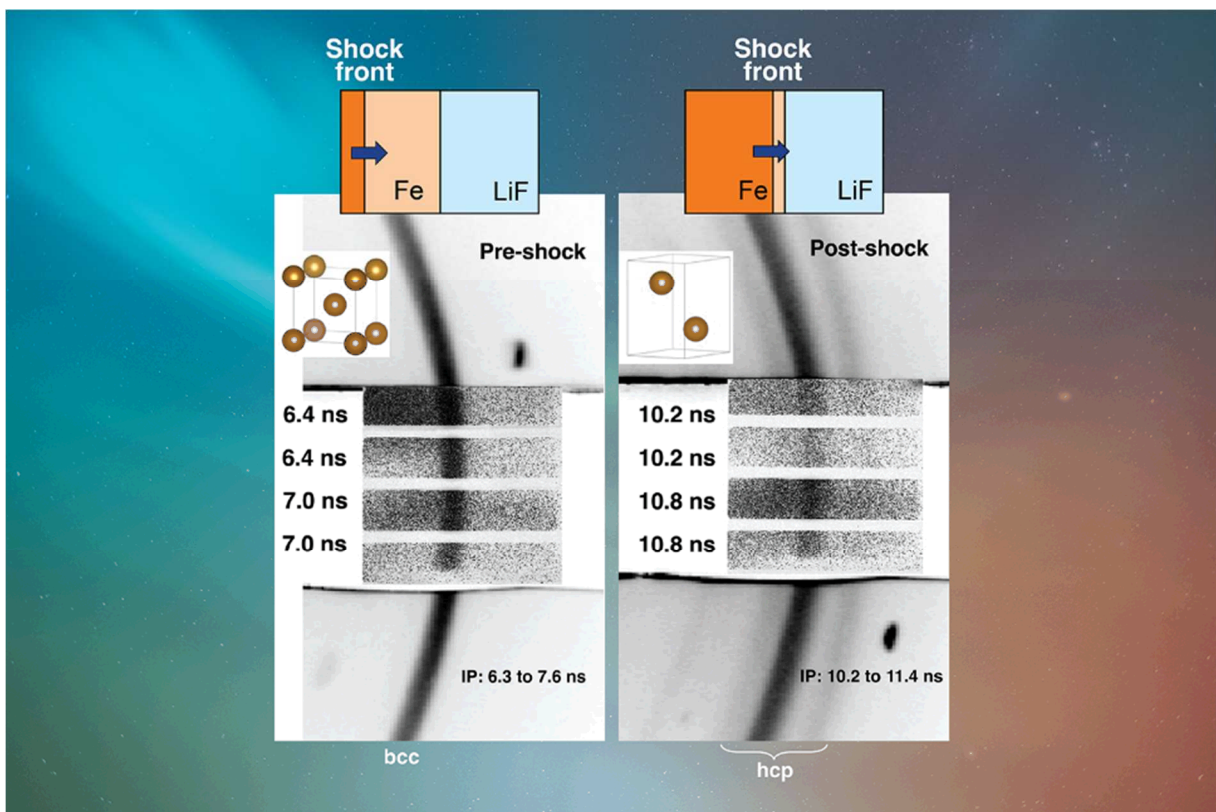 Shock
front
Fe
LiF
Pre-shock
6.4 ns
6.4 ns
7.0 ns
7.0 ns
IP: 6.3 to 7.6 ns
bcc
Shock
front
Fe
LiF
Post-shock
10.2 ns
10.2 ns
10.8 ns
10.8 ns
IP: 10.2 to 11.4 ns
hcp